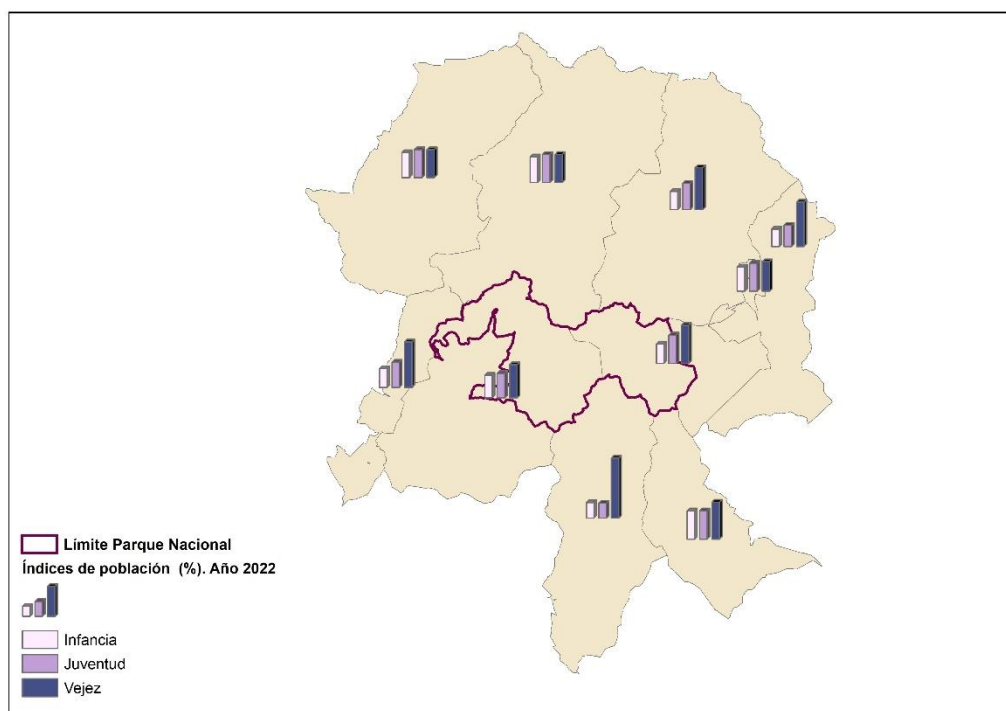 Límite Parque Nacional
Índices de población (%). Año 2022
Infancia
Juventud
Vejez